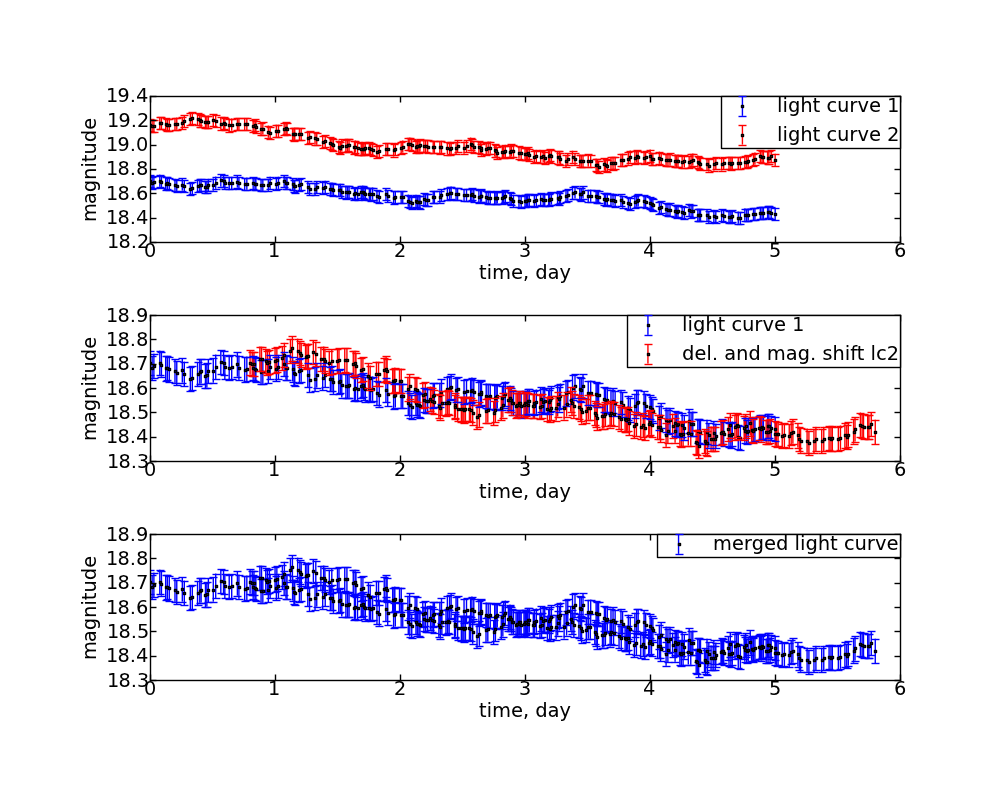 19.4
19.2
19.0
18.8
18.6
18.4
18.2
magnitude
light curve 1
light curve 2
0 1 2 3 4 5 6
time, day
18.9
18.8
18.7
18.6
18.5
18.4
18.3
magnitude
light curve 1
del. and mag. shift lc2
0 1 2 3 4 5 6
time, day
18.9
18.8
18.7
18.6
18.5
18.4
18.3
magnitude
merged light curve
0 1 2 3 4 5 6
time, day